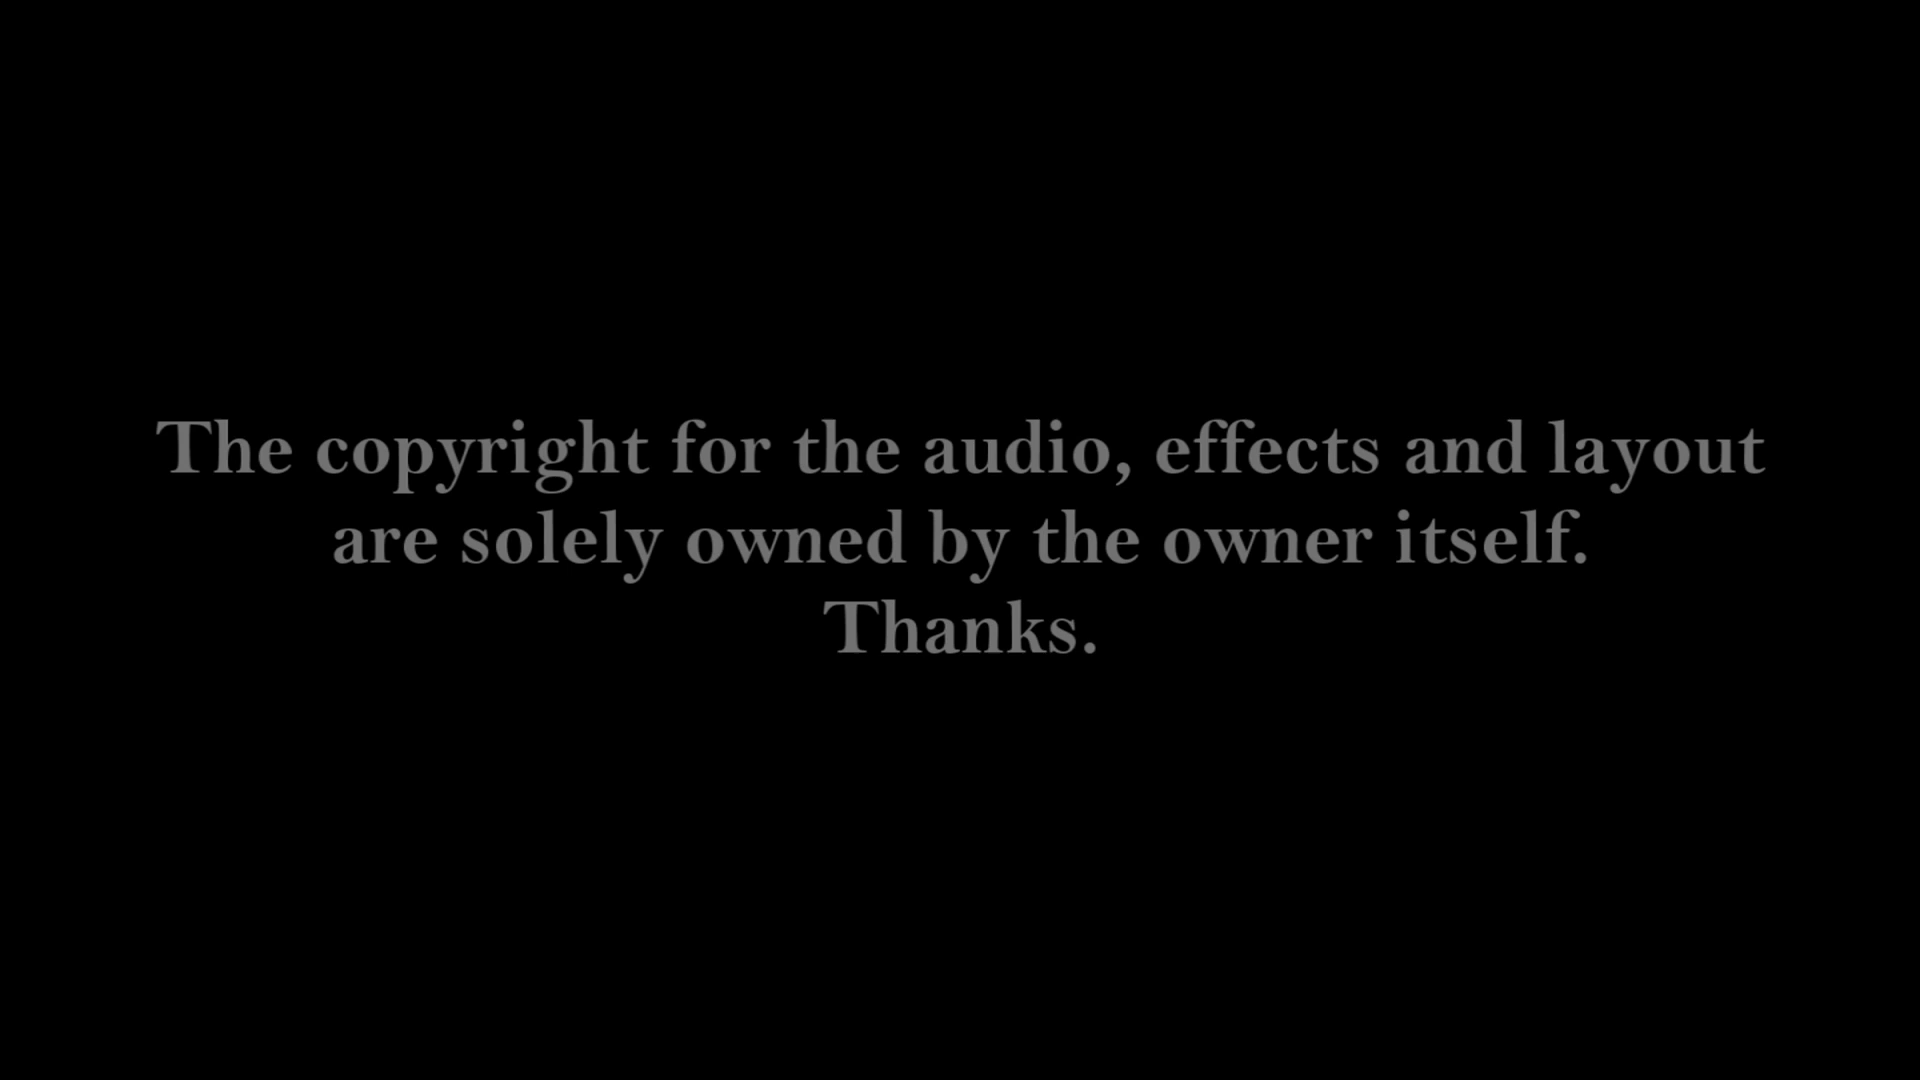 The copyright for the audio, effects and layout
are solely owned by the owner itself.
Thanks.